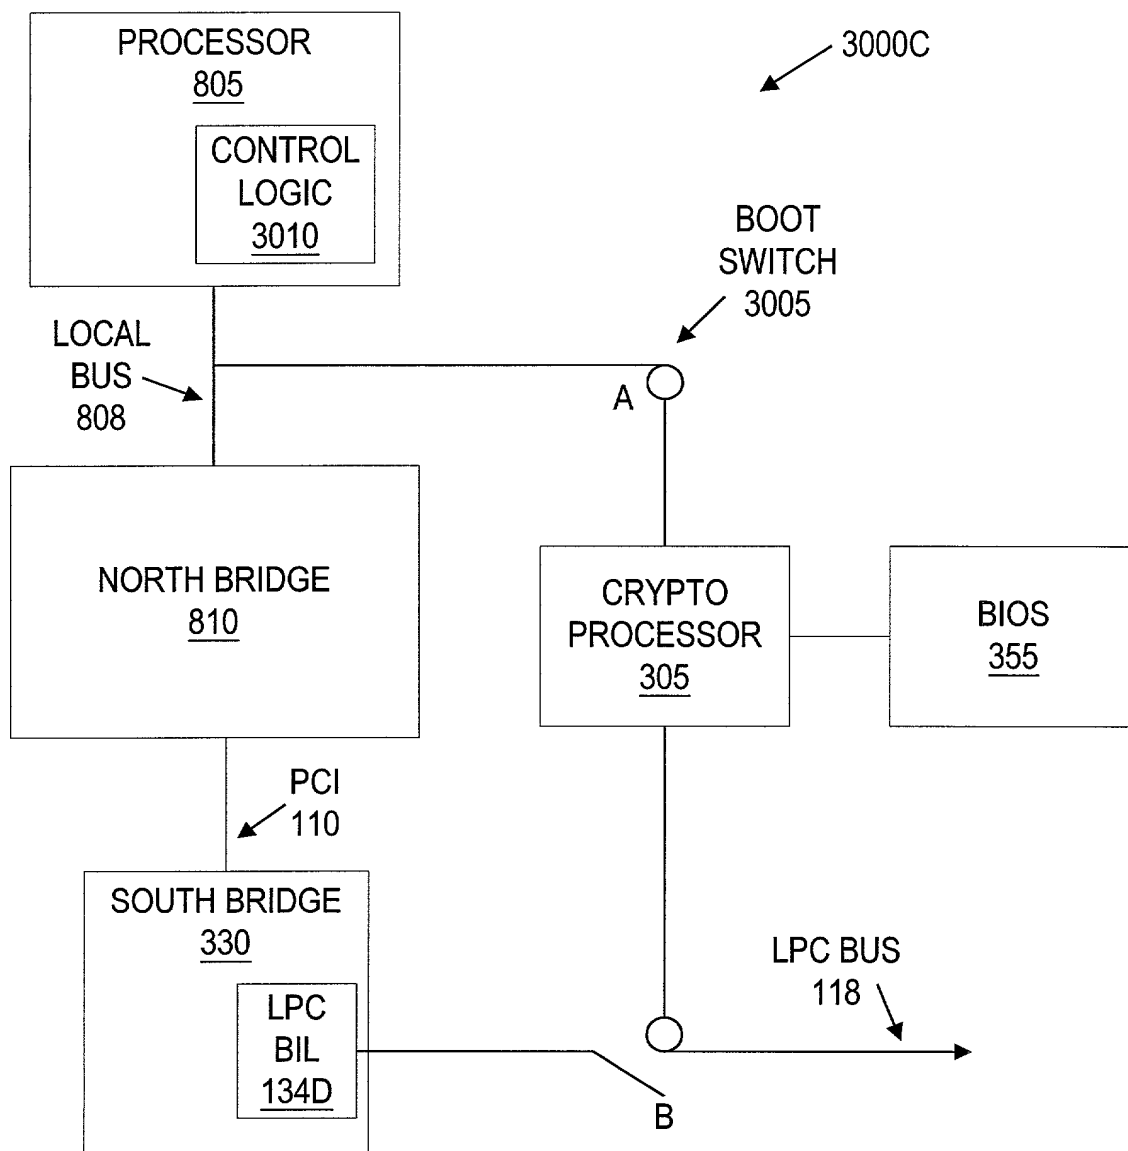 PROCESSOR
805
CONTROL
LOGIC
3010
3000C
BOOT
SWITCH
3005
LOCAL
BUS
808
A
NORTH BRIDGE
810
CRYPTO
PROCESSOR
305
BIOS
355
PCI
110
SOUTH BRIDGE
330
LPC
BIL
134D
LPC BUS
118
B